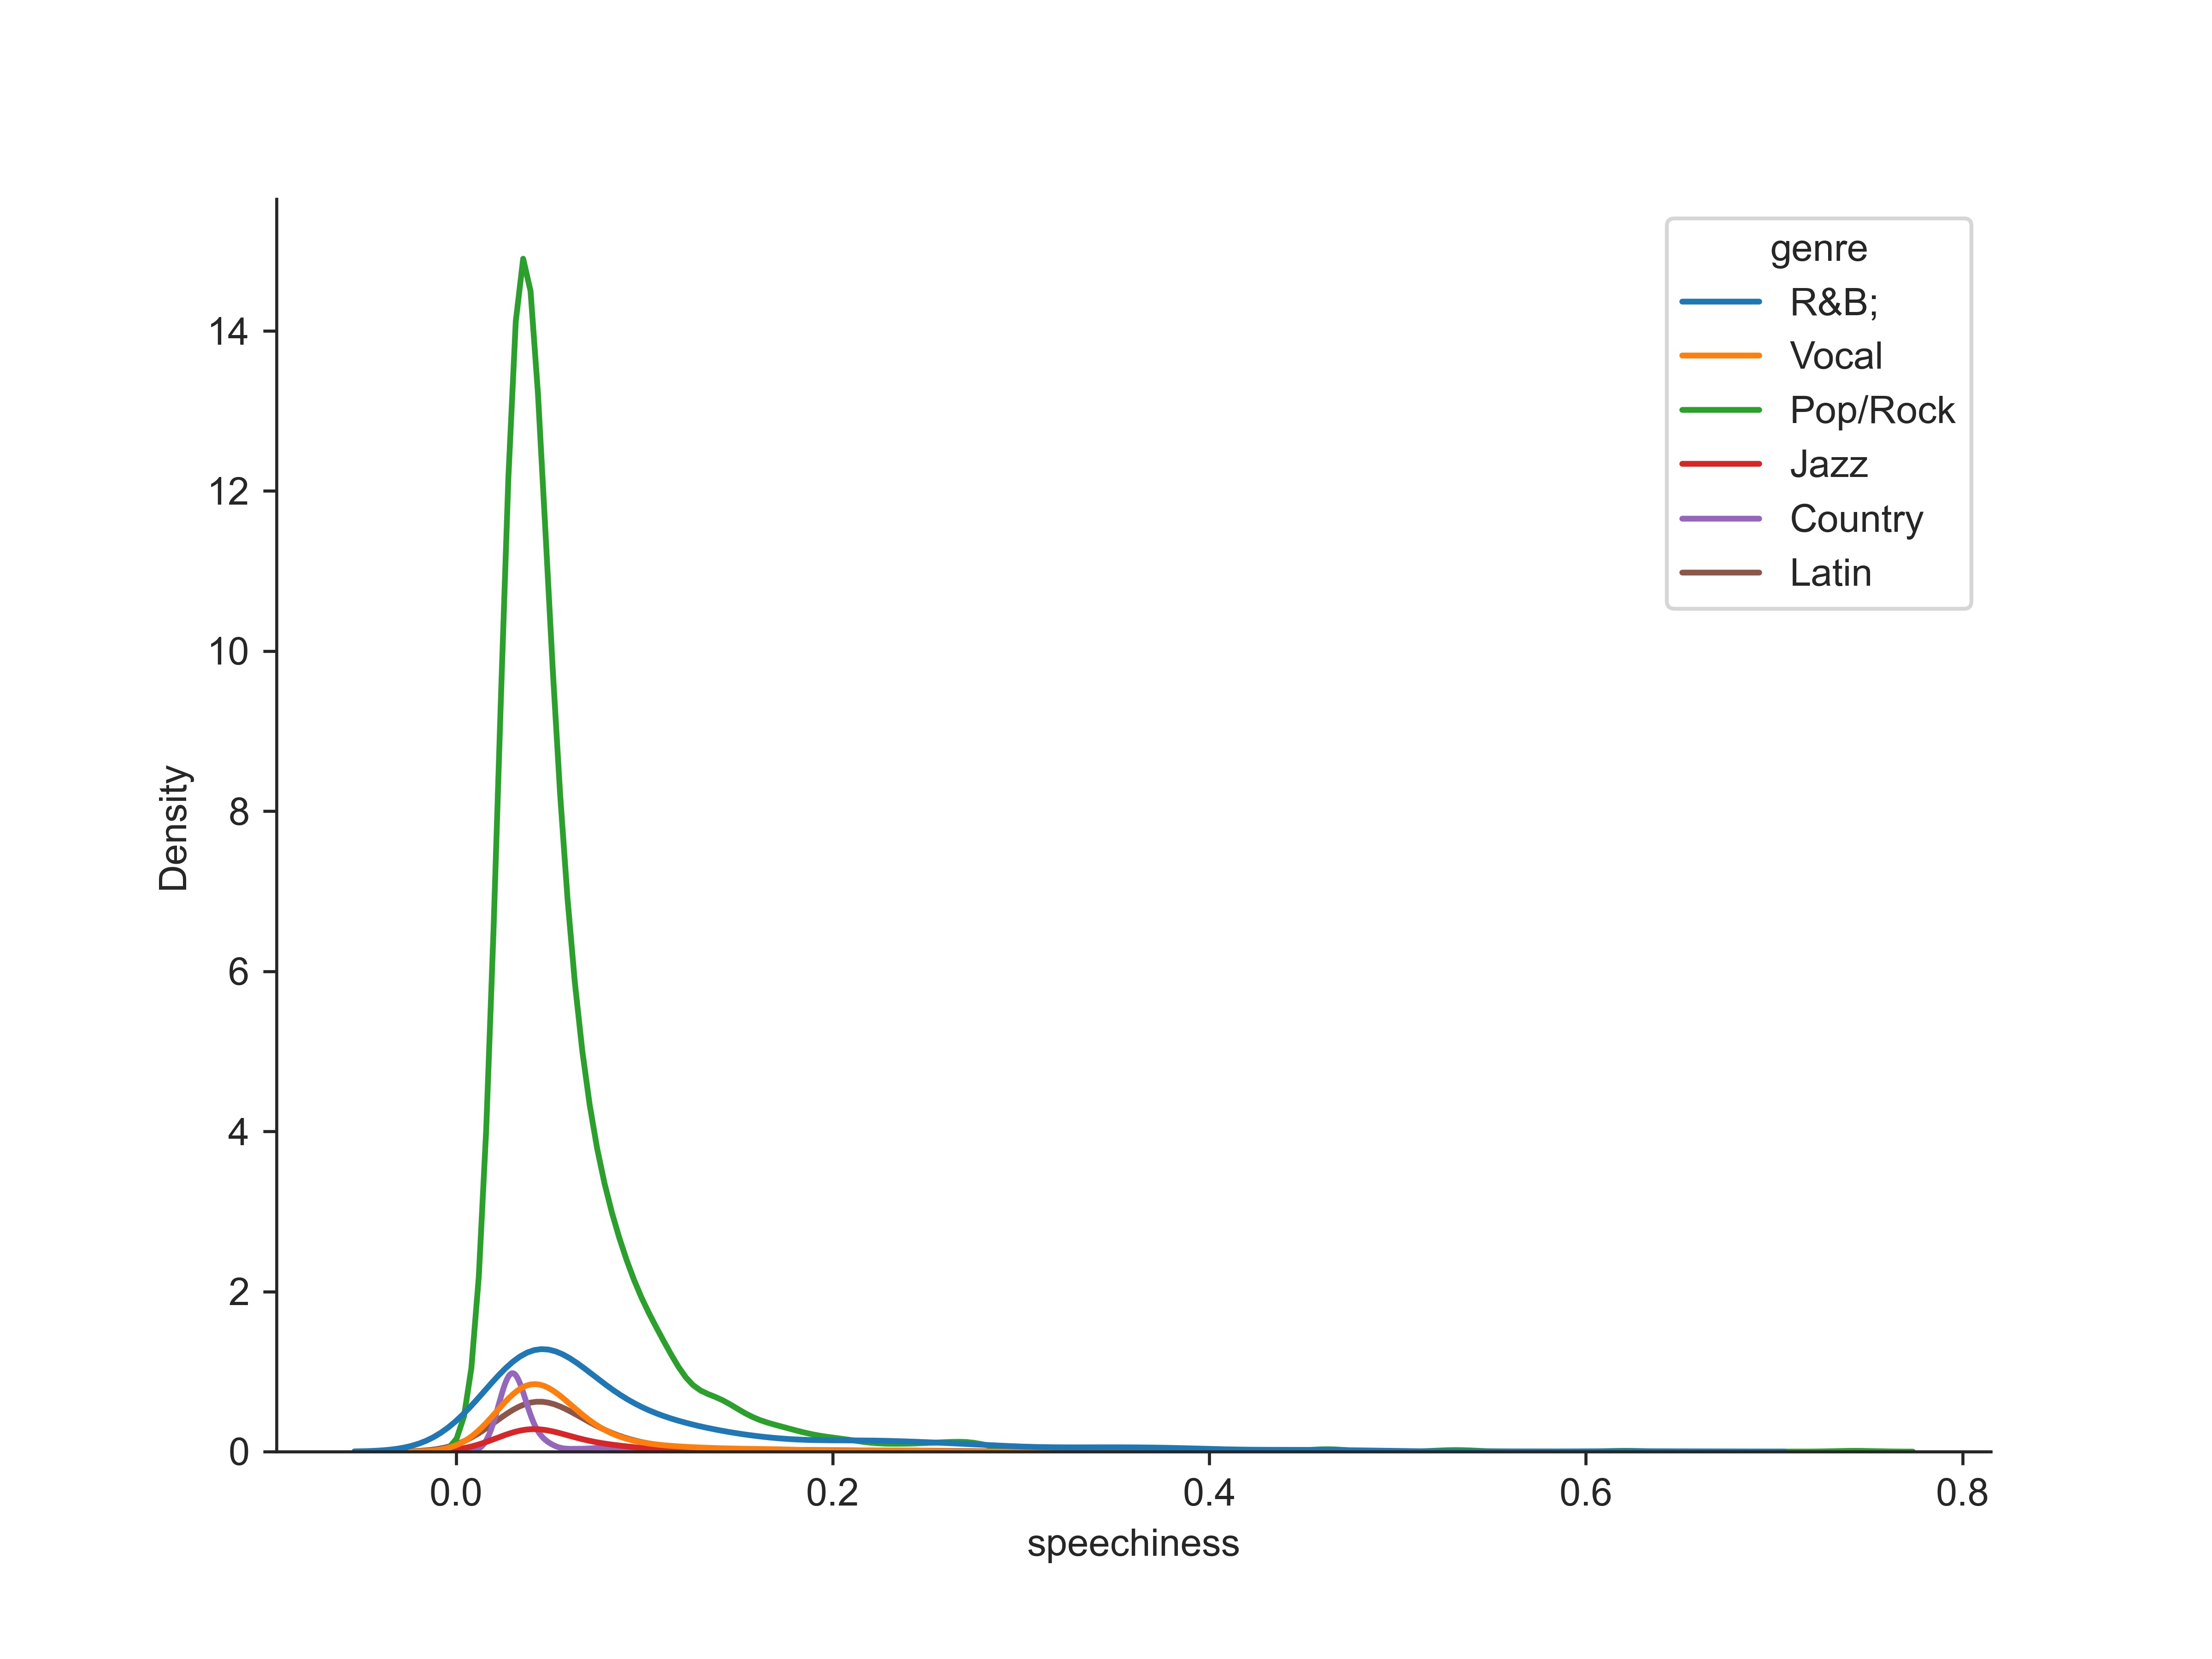 genre
R&B;
Vocal
Pop/Rock
Jazz
Country
Latin
14
12
10
8
6
4
2
0
Density
0.0 0.2 0.4 0.6 0.8
speechiness